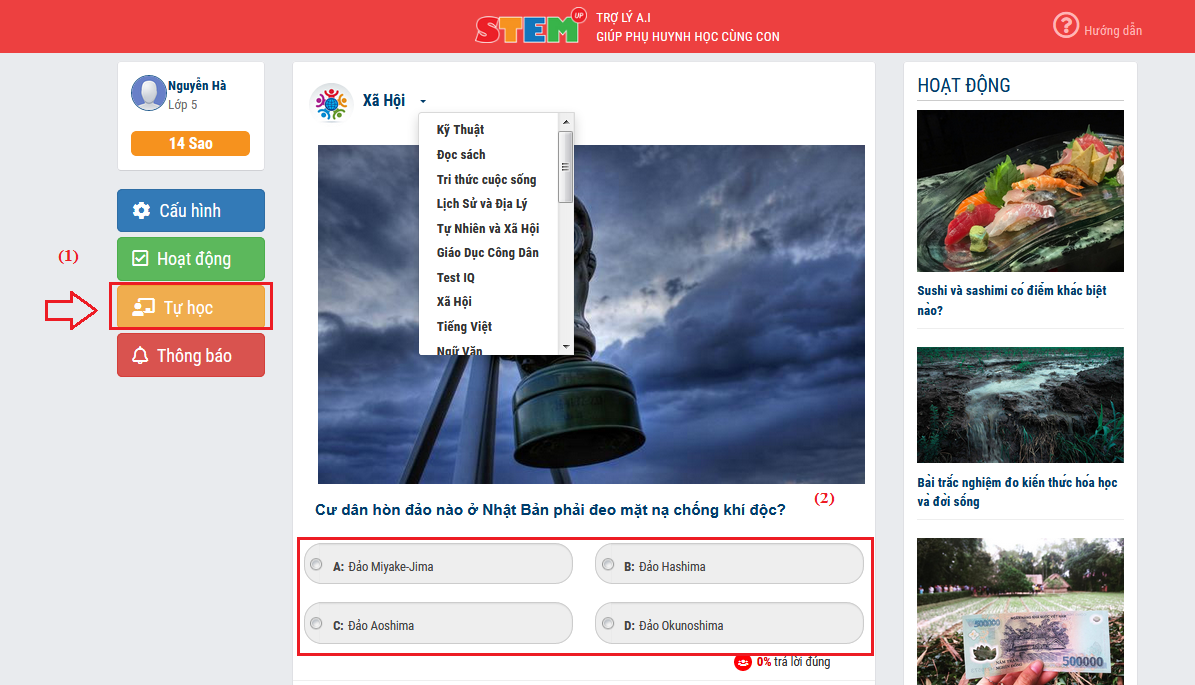 STEM UP
TRỢ LÝ A.I
GIÚP PHỤ HUYNH HỌC CÙNG CON
? Hướng dẫn
Nguyễn Hà
Lớp 5
14 Sao
Cấu hình
(1)
Hoạt động
Tự học
Thông báo
Xã Hội
Kỹ Thuật
Đọc sách
Tri thức cuộc sống
Lịch Sử và Địa Lý
Tự Nhiên và Xã Hội
Giáo Dục Công Dân
Test IQ
Xã Hội
Tiếng Việt
Ngữ Văn
(2)
Cư dân hòn đảo nào ở Nhật Bản phải đeo mặt nạ chống khí độc?
A: Đảo Miyake-Jima
B: Đảo Hashima
C: Đảo Aoshima
D: Đảo Okunoshima
0% trả lời đúng
HOẠT ĐỘNG
Sushi và sashimi có điểm khác biệt
nào?
Bài trắc nghiệm đo kiến thức hóa học
và đời sống
500000
500000